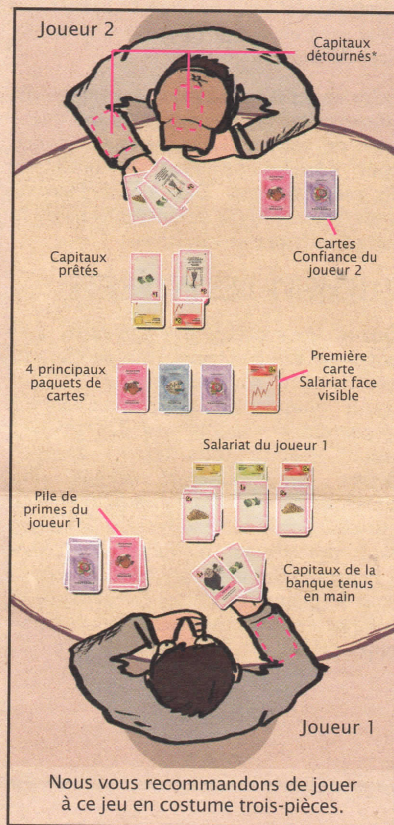 Joueur 2
Capitaux
détournés*
Cartes
Confiance du
joueur 2
Capitaux
prêtés
4 principaux
paquets de
cartes
Première
carte
Salariat face
visible
Salariat du joueur 1
Pile de
primes du
joueur 1
Capitaux de la
banque tenus
en main
Joueur 1
Nous vous recommandons de jouer
à ce jeu en costume trois-pièces.